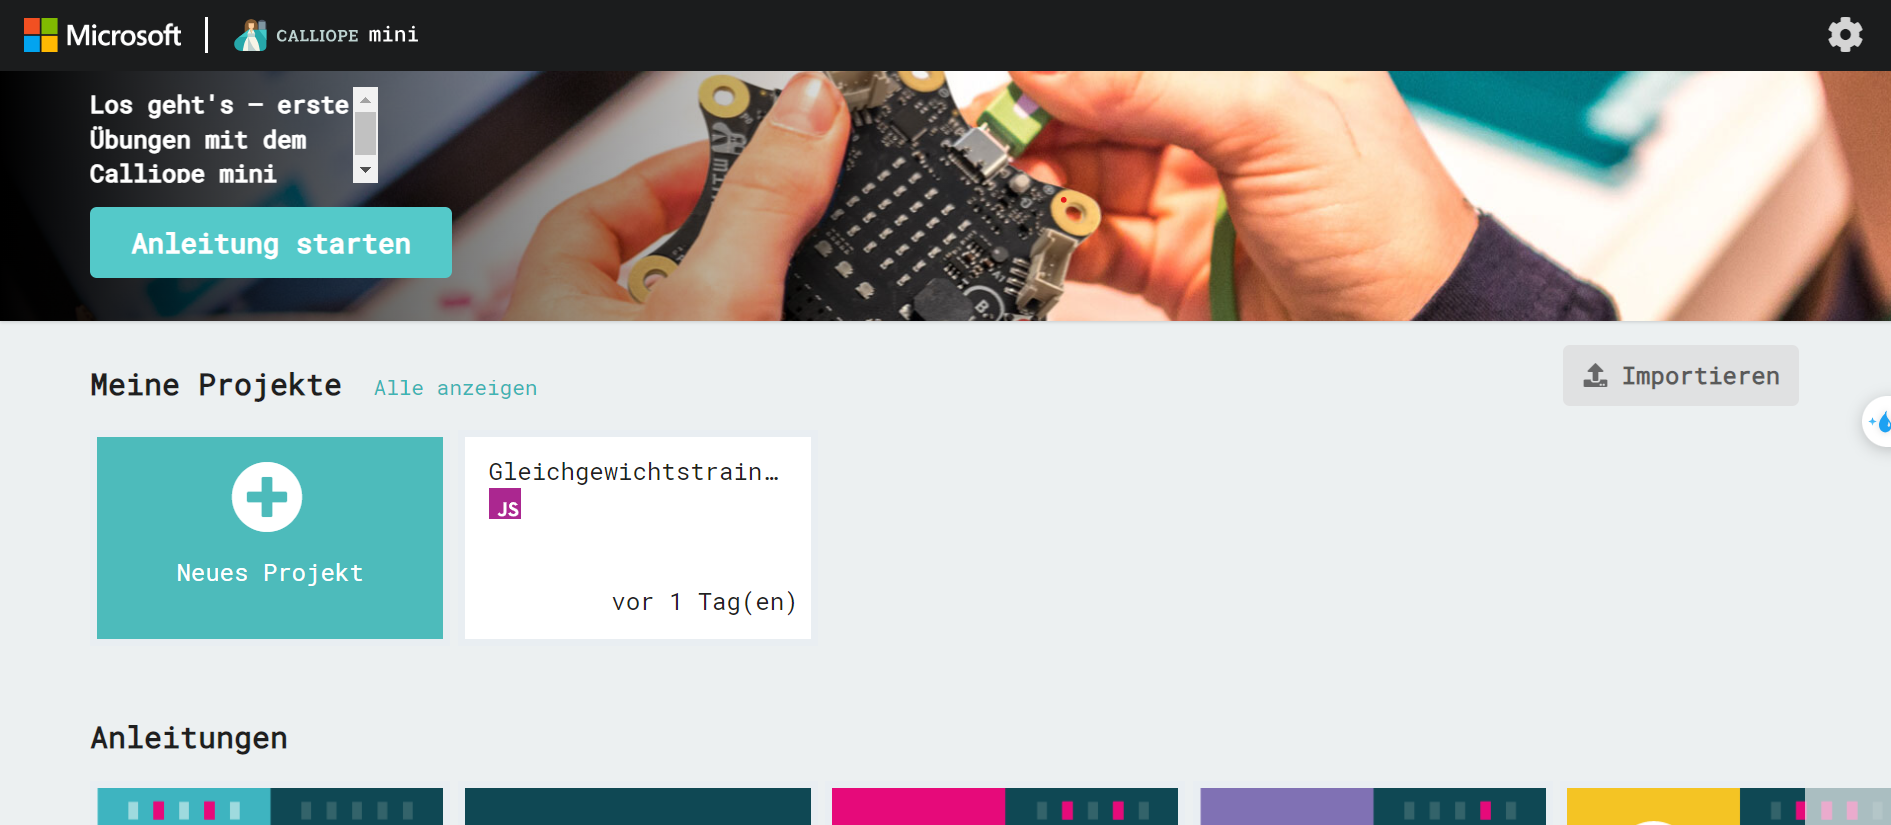 Microsoft
CALLIOPE mini
Los geht's – erste
Übungen mit dem
Calliope mini
Anleitung starten
Meine Projekte
Alle anzeigen
Importieren
Neues Projekt
Gleichgewichtstrain…
JS
vor 1 Tag(en)
Anleitungen